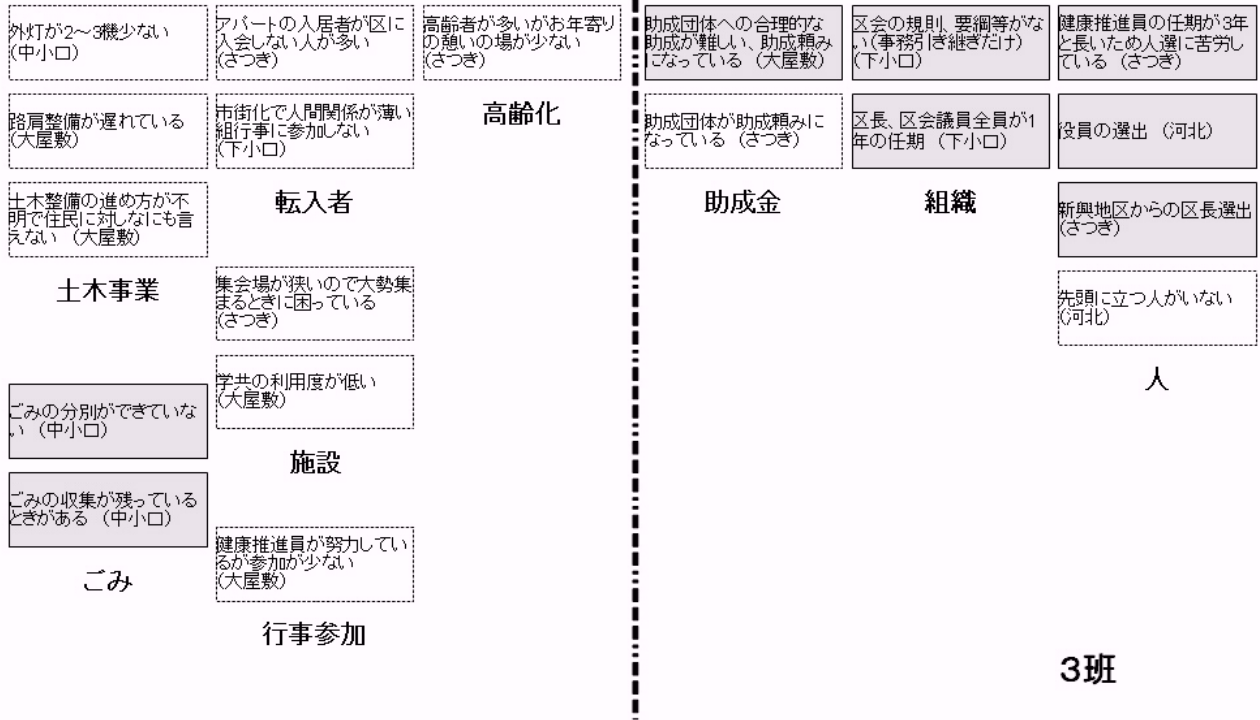 外灯が2～3機少ない
(中小口)
路肩整備が遅れている
(大屋敷)
土木整備の進め方が不
明で住民に対しなにも言
えない (大屋敷)
土木事業
ごみの分別ができていな
い (中小口)
ごみの収集が残っている
ときがある (中小口)
ごみ
アパートの入居者が区に
入会しない人が多い
(さつき)
市街化で人間関係が薄い
組行事に参加しない
(下小口)
転入者
集会場が狭いので大勢集
まるときに困っている
(さつき)
学共の利用度が低い
(大屋敷)
施設
健康推進員が努力してい
るが参加が少ない
(大屋敷)
行事参加
高齢者が多いがお年寄り
の憩いの場が少ない
(さつき)
高齢化
助成団体への合理的な
助成が難しい、助成頼み
になっている (大屋敷)
助成団体が助成頼みに
なっている (さつき)
助成金
区会の規則、要綱等がな
い(事務引き継ぎだけ)
(下小口)
区長、区会議員全員が1
年の任期 (下小口)
組織
健康推進員の任期が3年
と長いため人選に苦労し
ている (さつき)
役員の選出 (河北)
新興地区からの区長選出
(さつき)
先頭に立つ人がいない
(河北)
人
3班